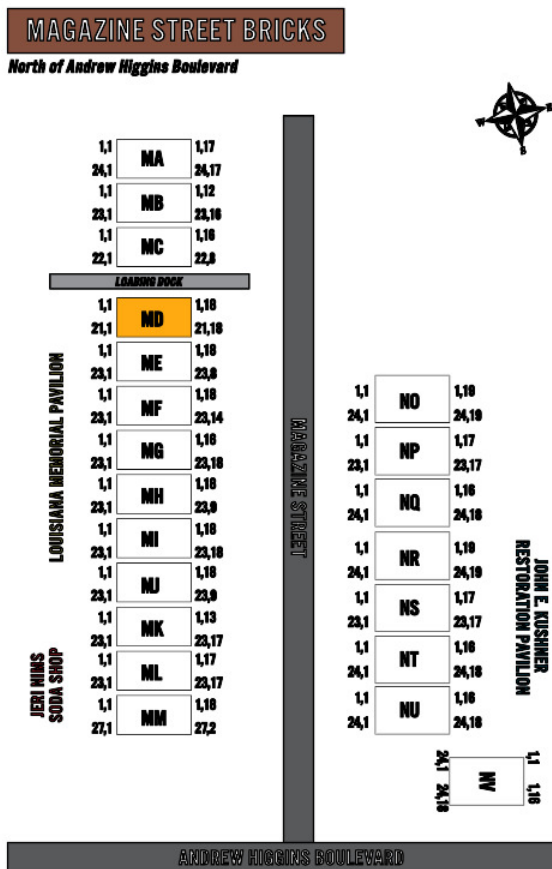 MAGAZINE STREET BRICKS
North of Andrew Higgins Boulevard
W
S
1,1 1,17
MA
24,1 24,17
1,1 1,12
MB
23,1 23,16
1,1 1,16
MC
22,1 22,8
LOADING DOCK
1,1 1,18
MD
21,1 21,18
1,1 1,18
ME
23,1 23,8
1,1 1,18
MF
23,1 23,14
1,1 1,16
MG
23,1 23,18
1,1 1,18
MH
23,1 23,9
1,1 1,18
MI
23,1 23,18
1,1 1,18
MJ
23,1 23,9
1,1 1,13
MK
23,1 23,17
1,1 1,17
ML
23,1 23,17
1,1 1,18
MM
27,1 27,2
LOUISIANA MEMORIAL PAVILION
JERI NIMS
SODA SHOP
MAGAZINE STREET
1,1 1,19
NO
24,1 24,19
1,1 1,17
NP
23,1 23,17
1,1 1,16
NQ
24,1 24,18
1,1 1,19
NR
24,1 24,19
1,1 1,17
NS
23,1 23,17
1,1 1,16
NT
24,1 24,18
1,1 1,16
NU
24,1 24,18
JOHN E. KUSHNER
RESTORATION PAVILION
24,1 1,1
NV
24,18 1,16
ANDREW HIGGINS BOULEVARD